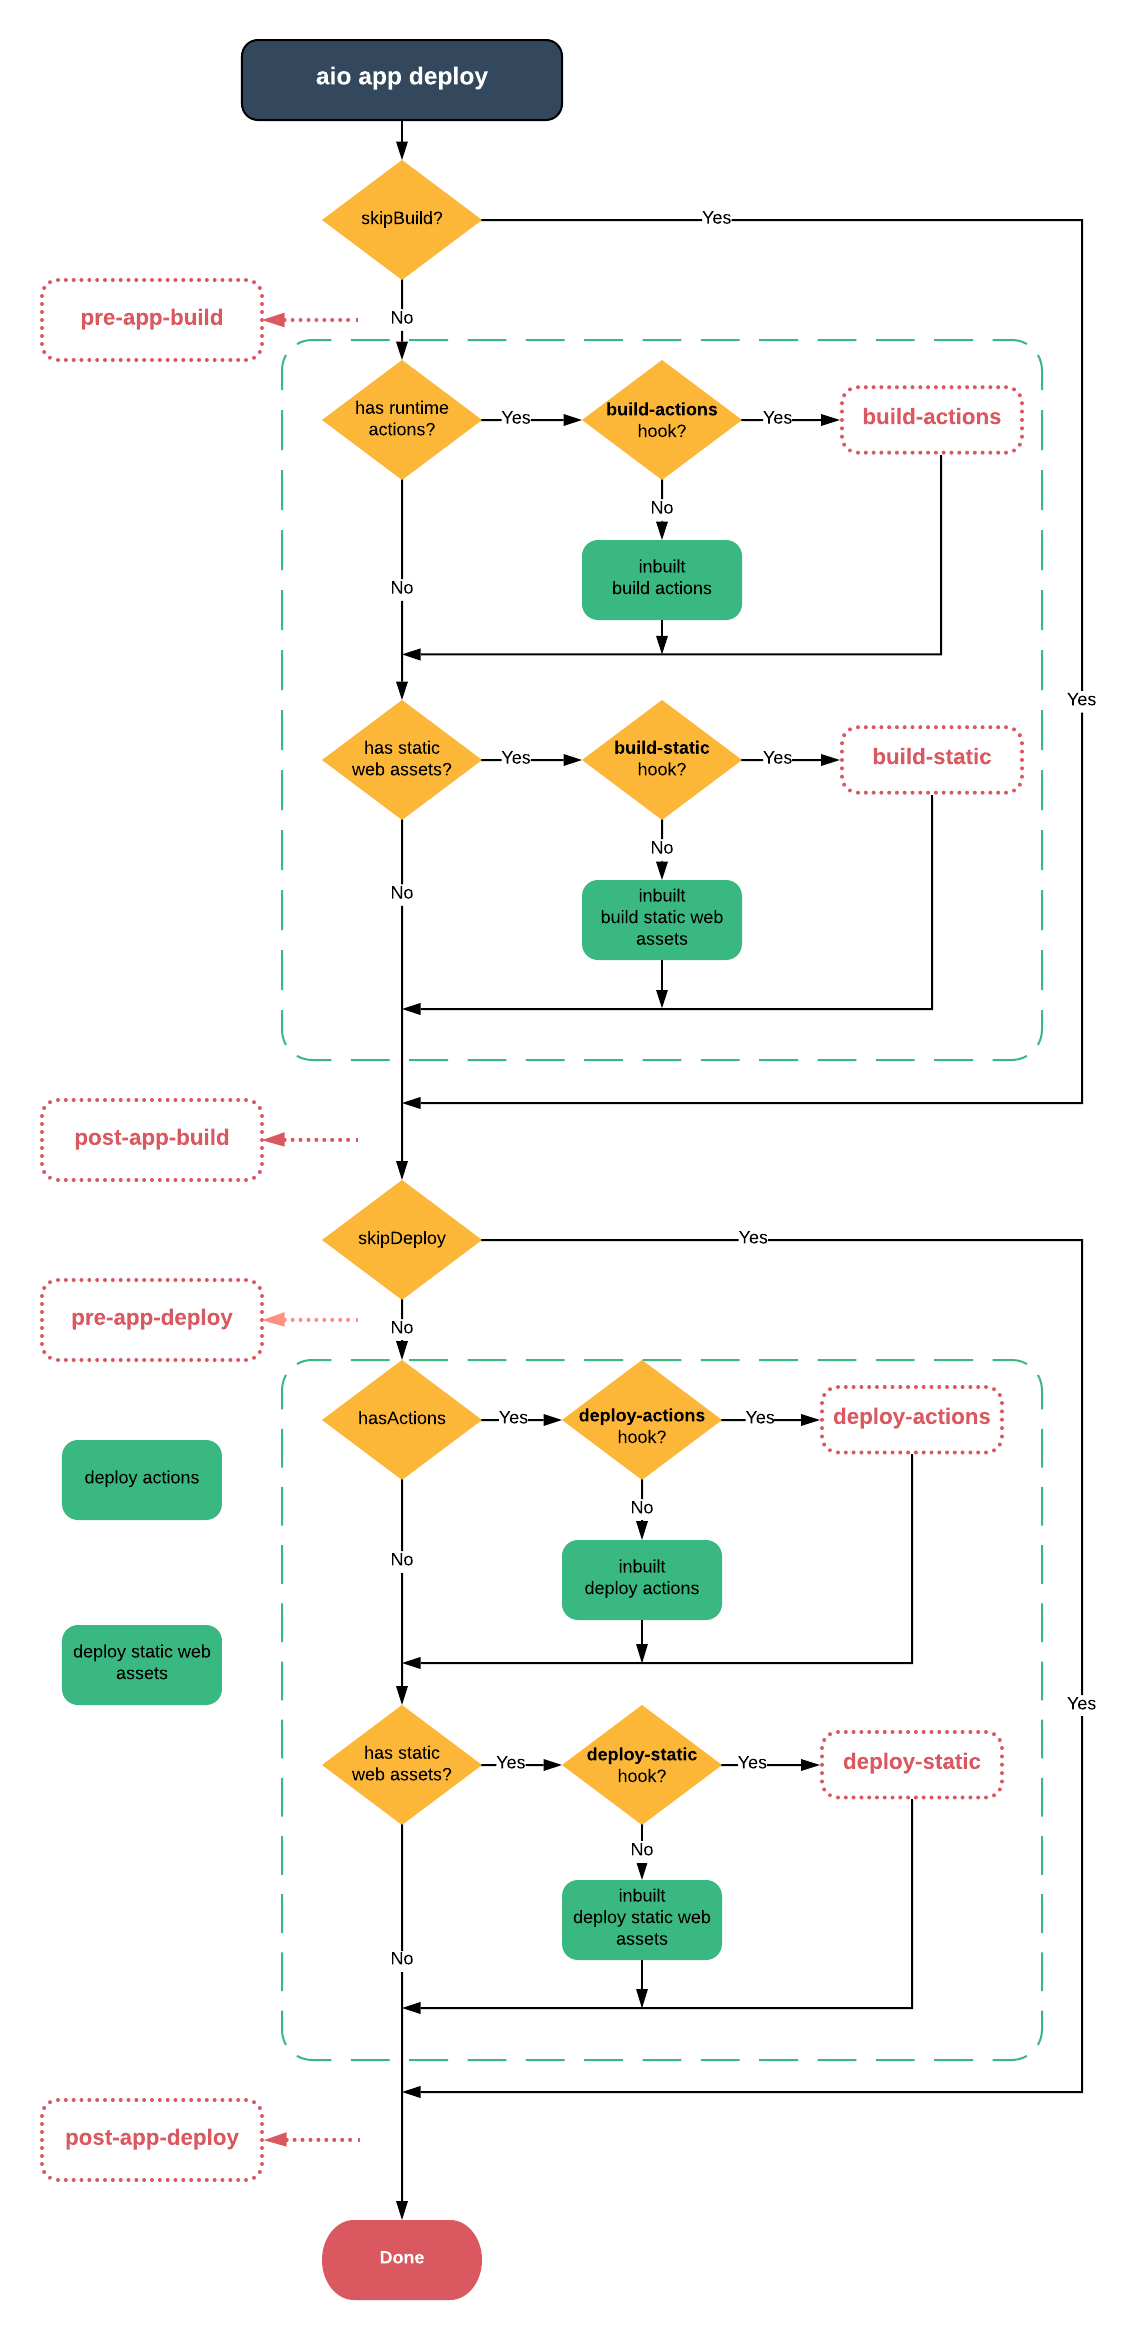 aio app deploy
skipBuild?
Yes
pre-app-build
No
has runtime
actions?
Yes
build-actions
hook?
Yes
build-actions
No
inbuilt
build actions
No
Yes
has static
web assets?
Yes
build-static
hook?
Yes
build-static
No
inbuilt
build static web
assets
No
post-app-build
skipDeploy
Yes
pre-app-deploy
No
hasActions
Yes
deploy-actions
hook?
Yes
deploy-actions
deploy actions
No
inbuilt
deploy actions
No
deploy static web
assets
Yes
has static
web assets?
Yes
deploy-static
hook?
Yes
deploy-static
No
inbuilt
deploy static web
assets
No
post-app-deploy
Done